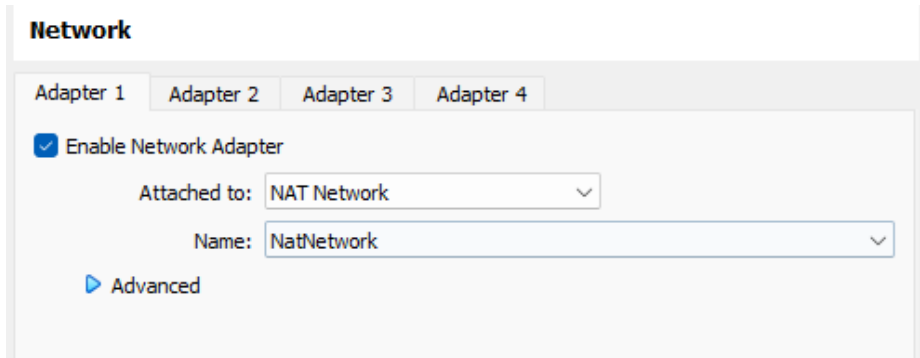 Network
Adapter 1 Adapter 2 Adapter 3 Adapter 4
Enable Network Adapter
Attached to: NAT Network
Name: NatNetwork
Advanced